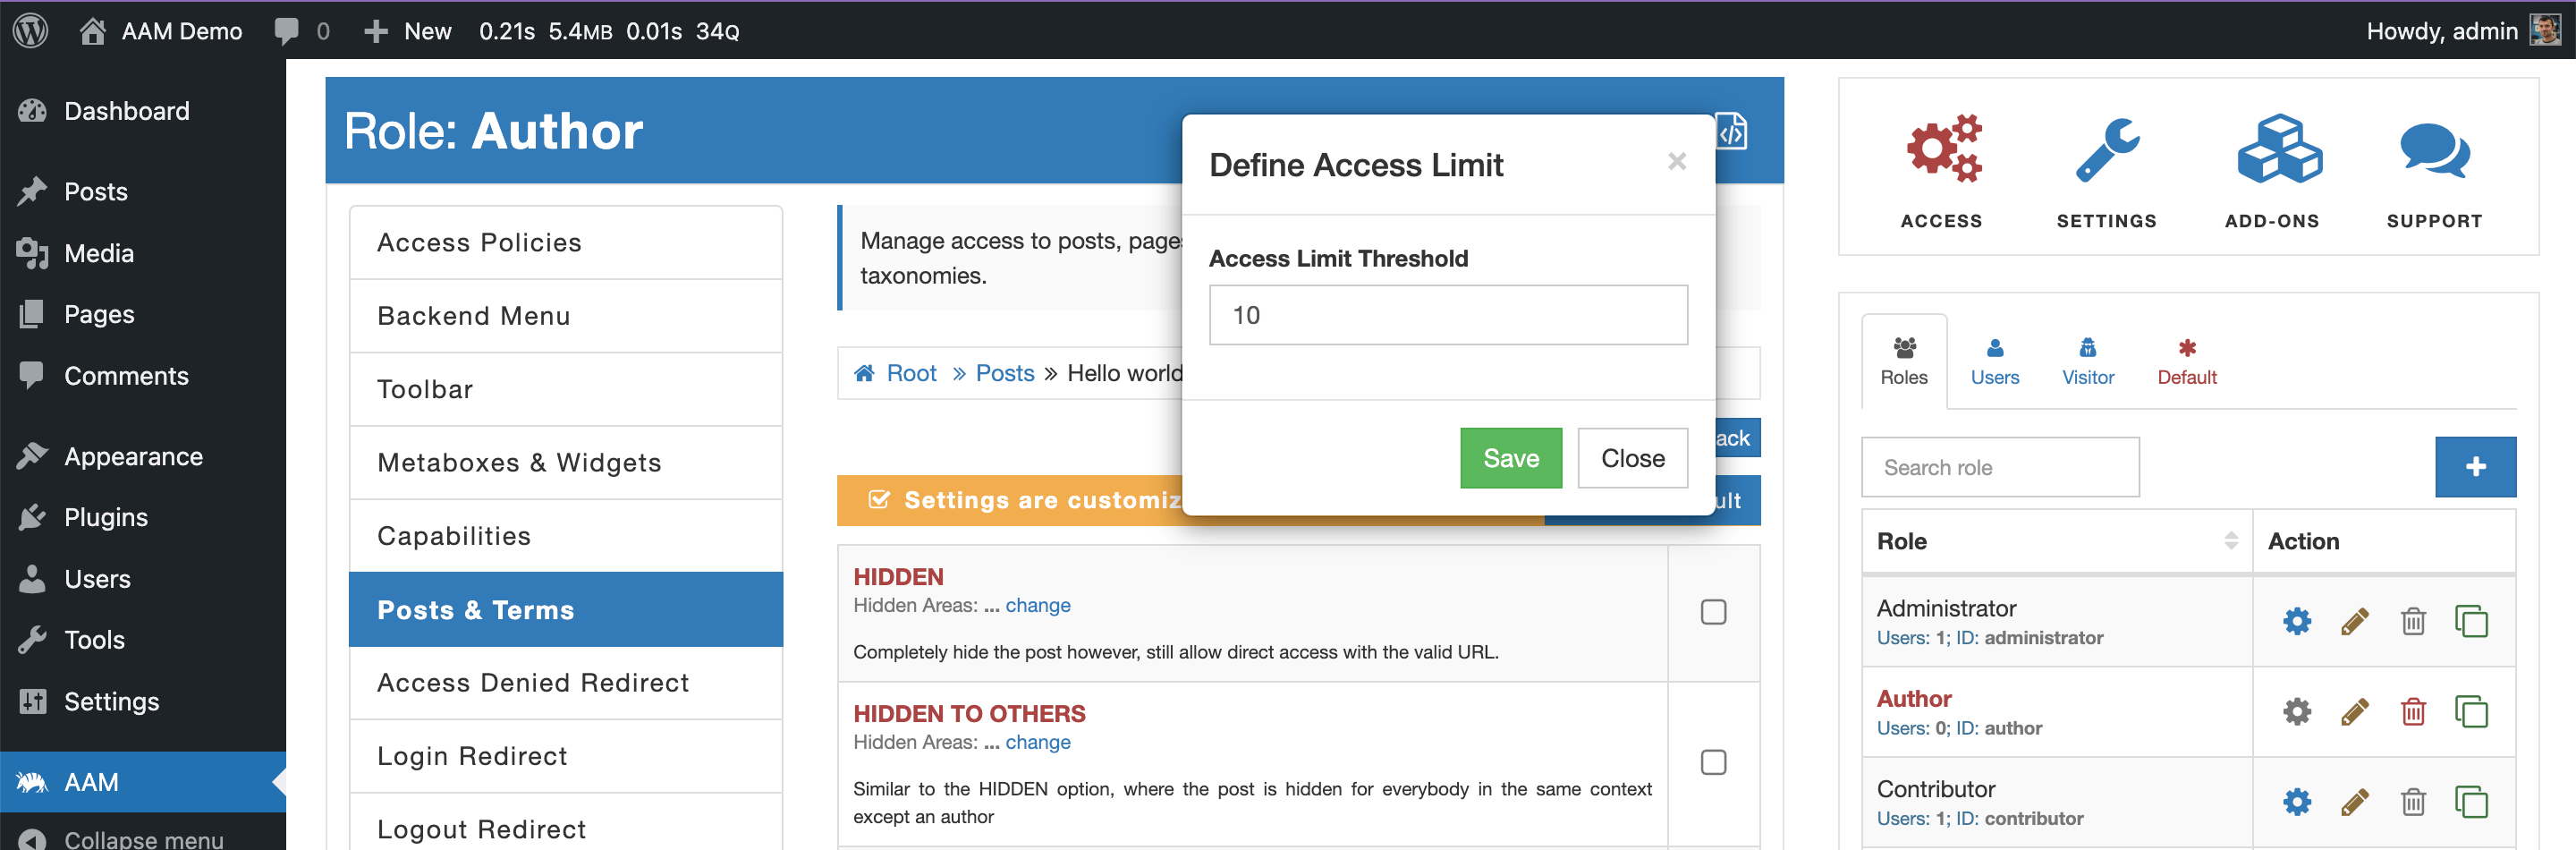 AAM Demo
0
New
0.21s 5.4MB 0.01s 34Q
Howdy, admin
Dashboard
Posts
Media
Pages
Comments
Appearance
Plugins
Users
Tools
Settings
AAM
Collapse menu
Role: Author
Access Policies
Backend Menu
Toolbar
Metaboxes & Widgets
Capabilities
Posts & Terms
Access Denied Redirect
Login Redirect
Logout Redirect
Manage access to posts, pages
taxonomies.
Root » Posts » Hello world
ack
Settings are customiz
ult
HIDDEN
Hidden Areas: ... change
Completely hide the post however, still allow direct access with the valid URL.
HIDDEN TO OTHERS
Hidden Areas: ... change
Similar to the HIDDEN option, where the post is hidden for everybody in the same context
except an author
Define Access Limit
×
Access Limit Threshold
10
Save
Close
ACCESS
SETTINGS
ADD-ONS
SUPPORT
Roles
Users
Visitor
Default
Search role
Role
Action
Administrator
Users: 1; ID: administrator
Author
Users: 0; ID: author
Contributor
Users: 1; ID: contributor